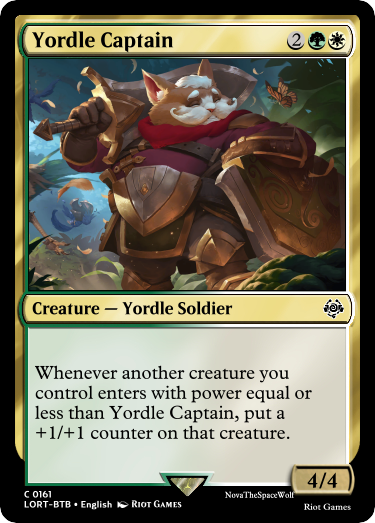 Yordle Captain 2
Creature — Yordle Soldier
Whenever another creature you
control enters with power equal or
less than Yordle Captain, put a
+1/+1 counter on that creature.
4/4
C 0161
LORT-BTB • English Riot Games
NovaTheSpaceWolf
Riot Games